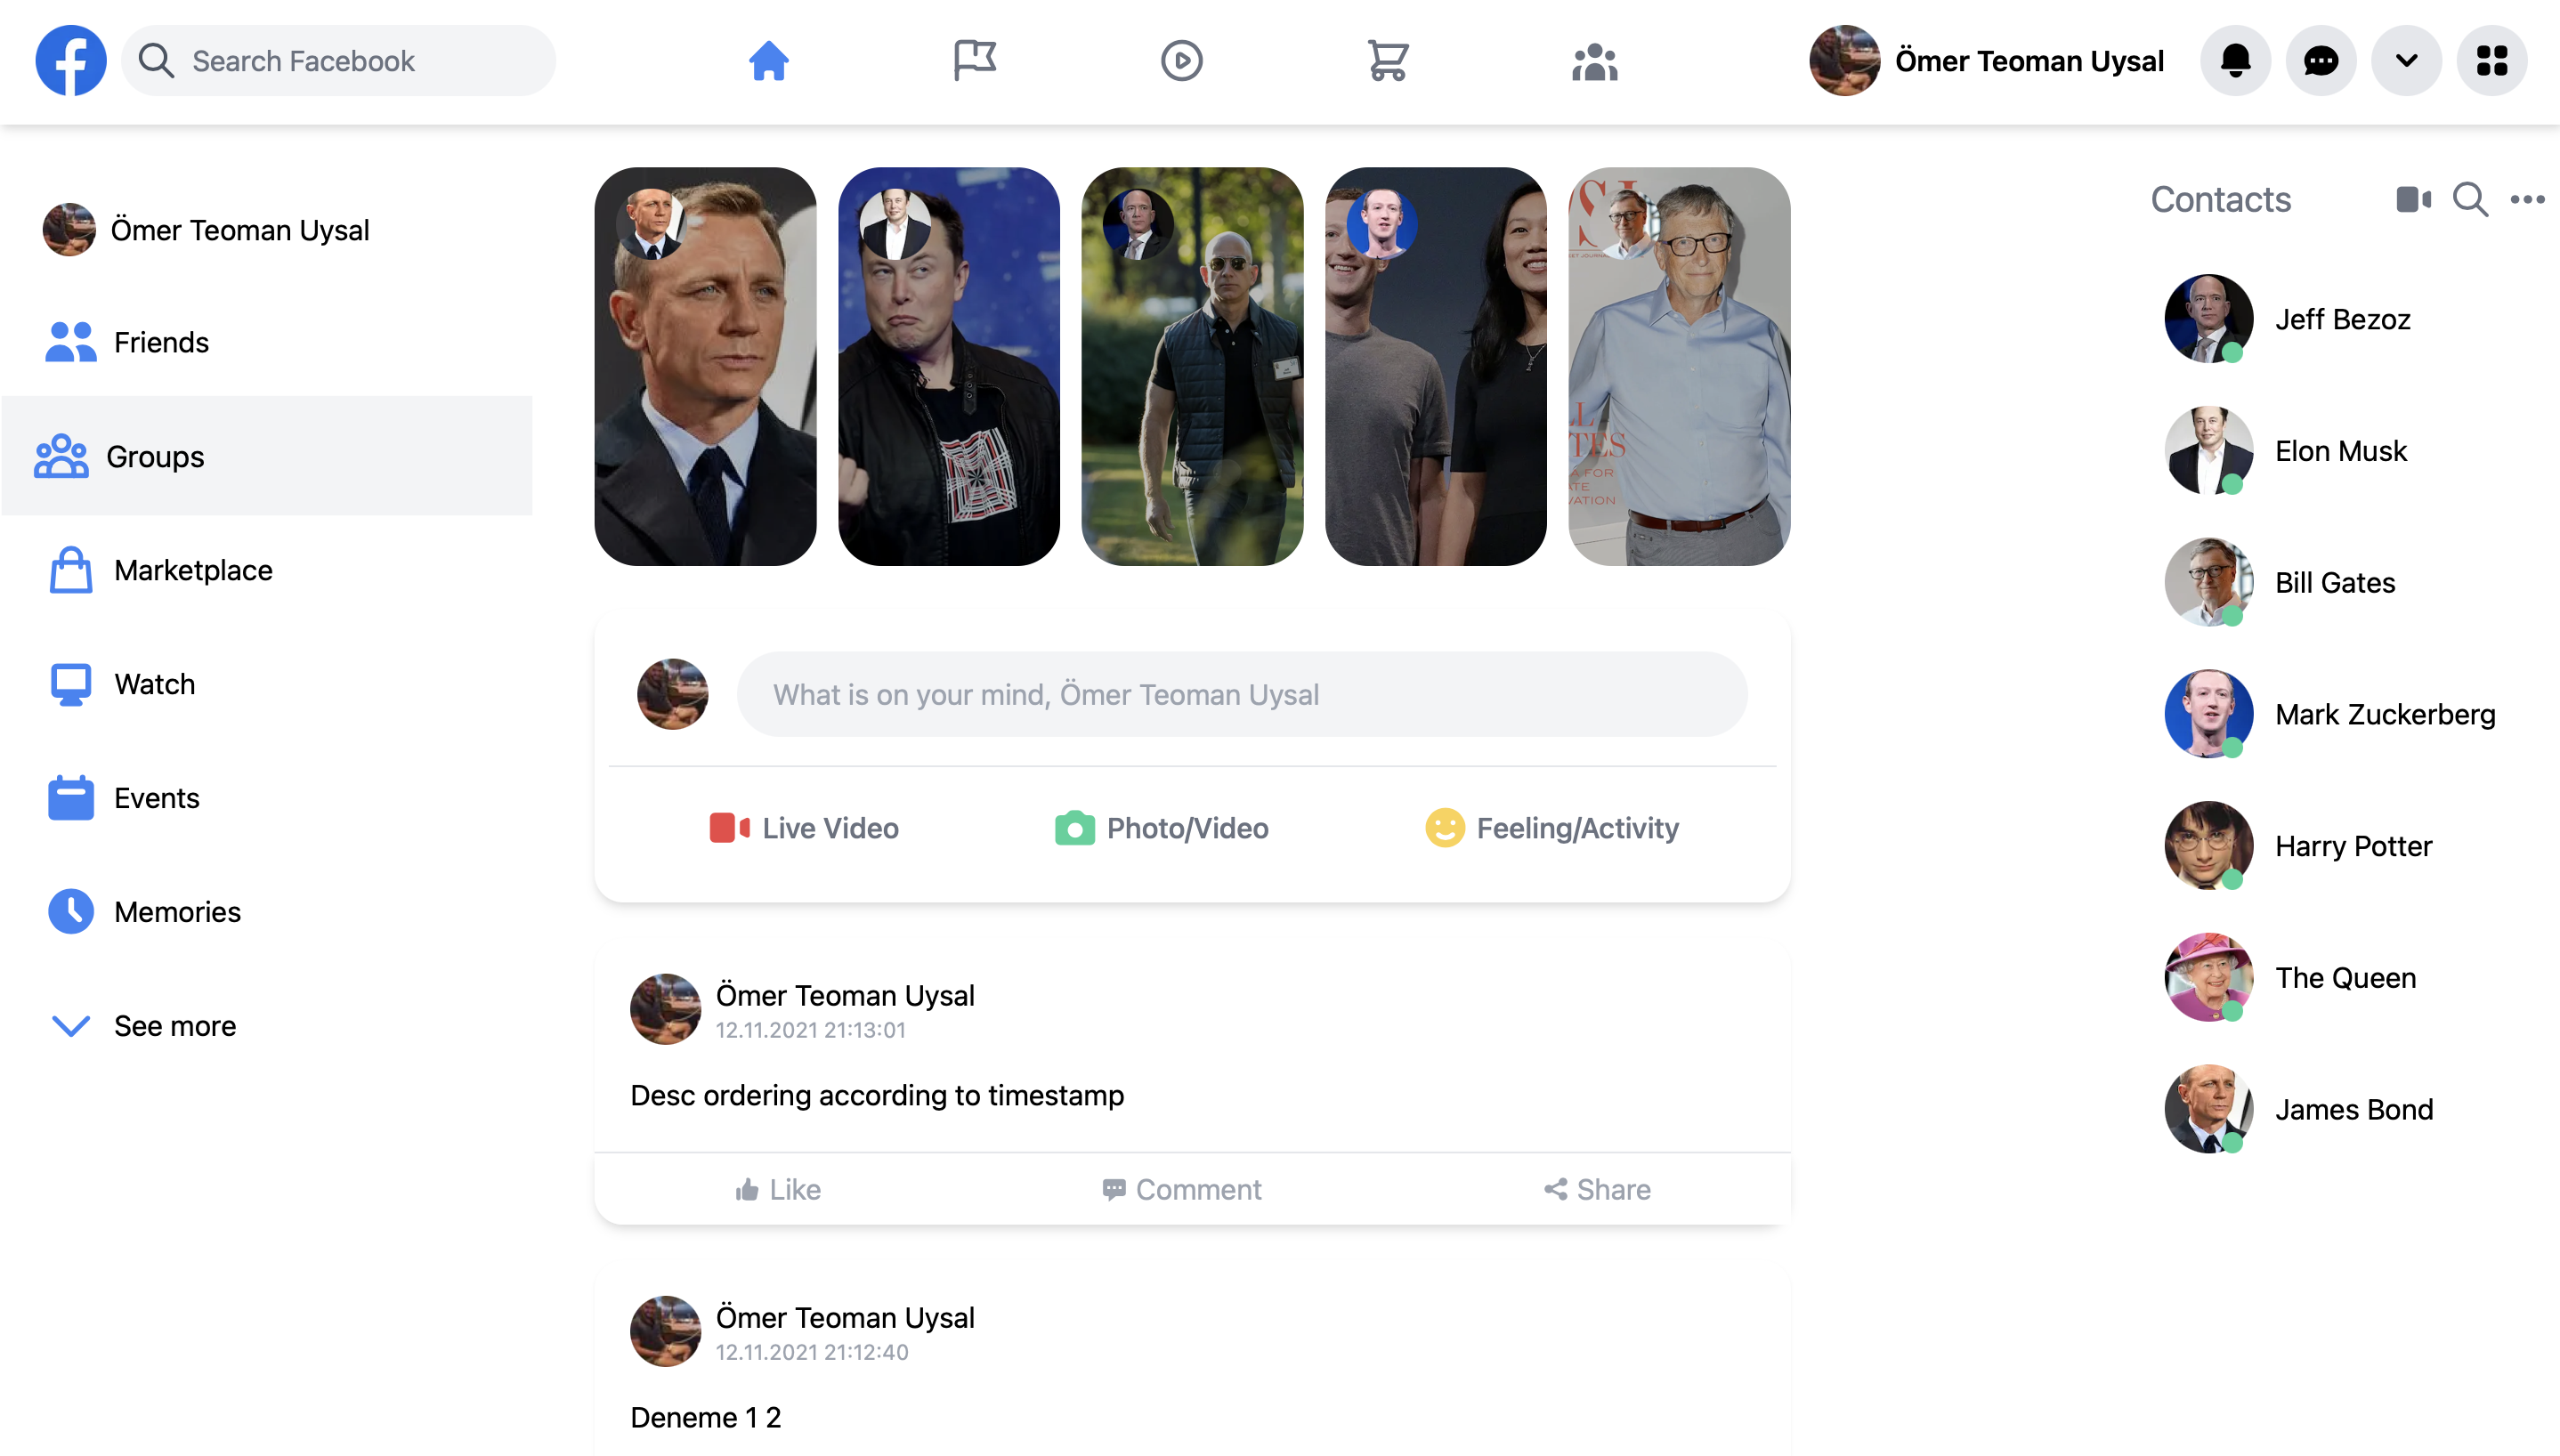 Search Facebook
Ömer Teoman Uysal
Ömer Teoman Uysal
Friends
Groups
Marketplace
Watch
Events
Memories
See more
What is on your mind, Ömer Teoman Uysal
Live Video
Photo/Video
Feeling/Activity
Ömer Teoman Uysal
12.11.2021 21:13:01
Desc ordering according to timestamp
Like
Comment
Share
Ömer Teoman Uysal
12.11.2021 21:12:40
Deneme 1 2
Contacts
Jeff Bezoz
Elon Musk
Bill Gates
Mark Zuckerberg
Harry Potter
The Queen
James Bond